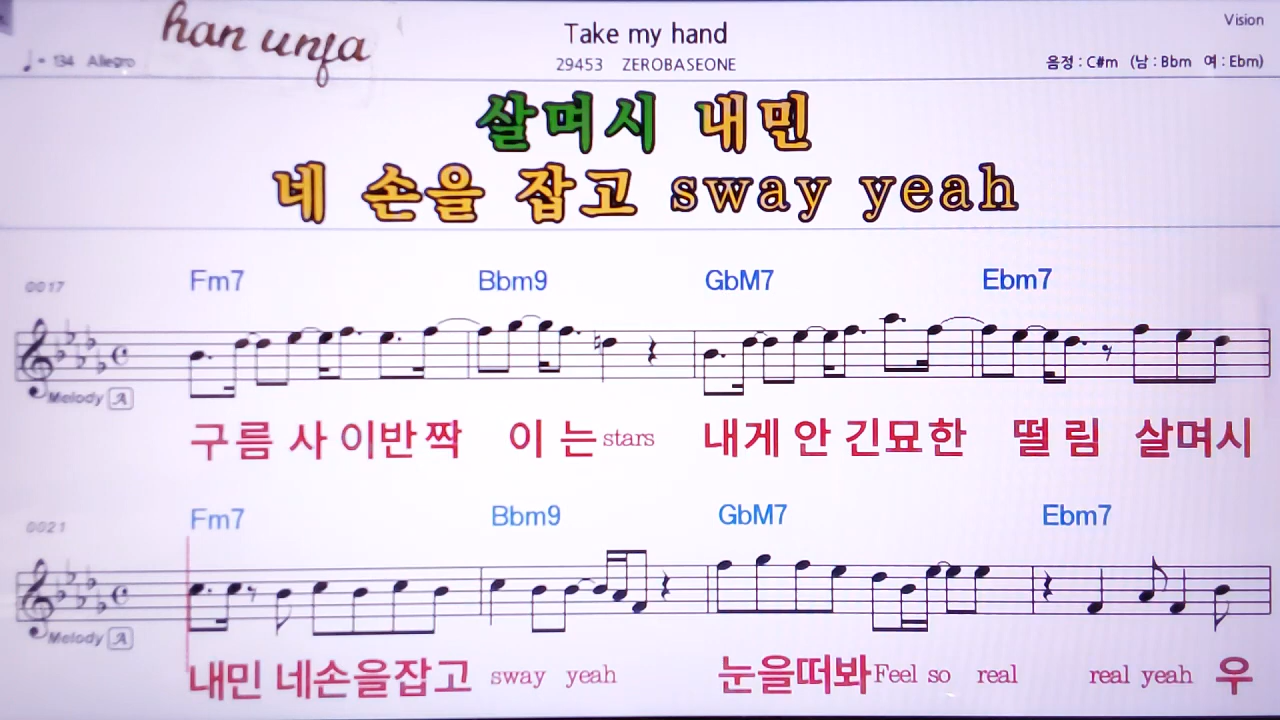 han unja
Take my hand
Vision
♩= 134 Allegro
29453 ZEROBASEONE
음정 : C#m (남 : Bbm 여 : Ebm)
살며시 내민
네 손을 잡고 sway yeah
0017
Fm7 Bbm9 GbM7 Ebm7
Melody A
구름 사 이반 짝 이 는 stars 내게 안 긴묘한 떨 림 살며시
0021
Fm7 Bbm9 GbM7 Ebm7
Melody A
내민 네손을잡고 sway yeah 눈을떠봐 Feel so real real yeah 우